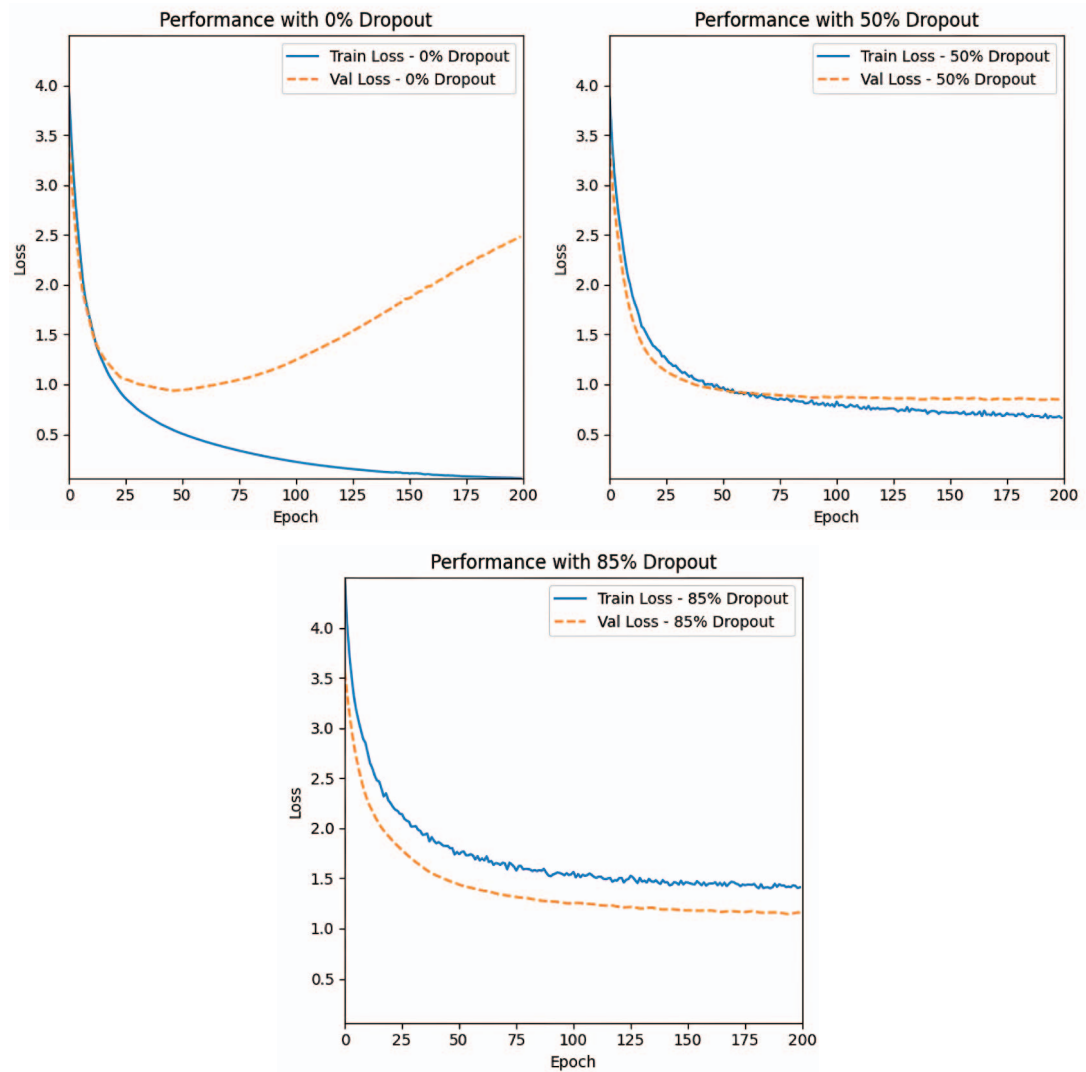 Performance with 0% Dropout
Train Loss - 0% Dropout
Val Loss - 0% Dropout
4.0
3.5
3.0
2.5
2.0
1.5
1.0
0.5
Loss
0 25 50 75 100 125 150 175 200
Epoch
Performance with 50% Dropout
Train Loss - 50% Dropout
Val Loss - 50% Dropout
4.0
3.5
3.0
2.5
2.0
1.5
1.0
0.5
Loss
0 25 50 75 100 125 150 175 200
Epoch
Performance with 85% Dropout
Train Loss - 85% Dropout
Val Loss - 85% Dropout
4.0
3.5
3.0
2.5
2.0
1.5
1.0
0.5
Loss
0 25 50 75 100 125 150 175 200
Epoch